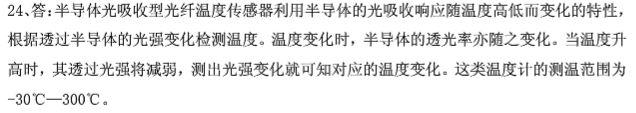 24、答：半导体光吸收型光纤温度传感器利用半导体的光吸收响应随温度高低而变化的特性，
根据透过半导体的光强变化检测温度。温度变化时，半导体的透光率亦随之变化。当温度升
高时，其透过光强将减弱，测出光强变化就可知对应的温度变化。这类温度计的测温范围为
-30℃—300℃。